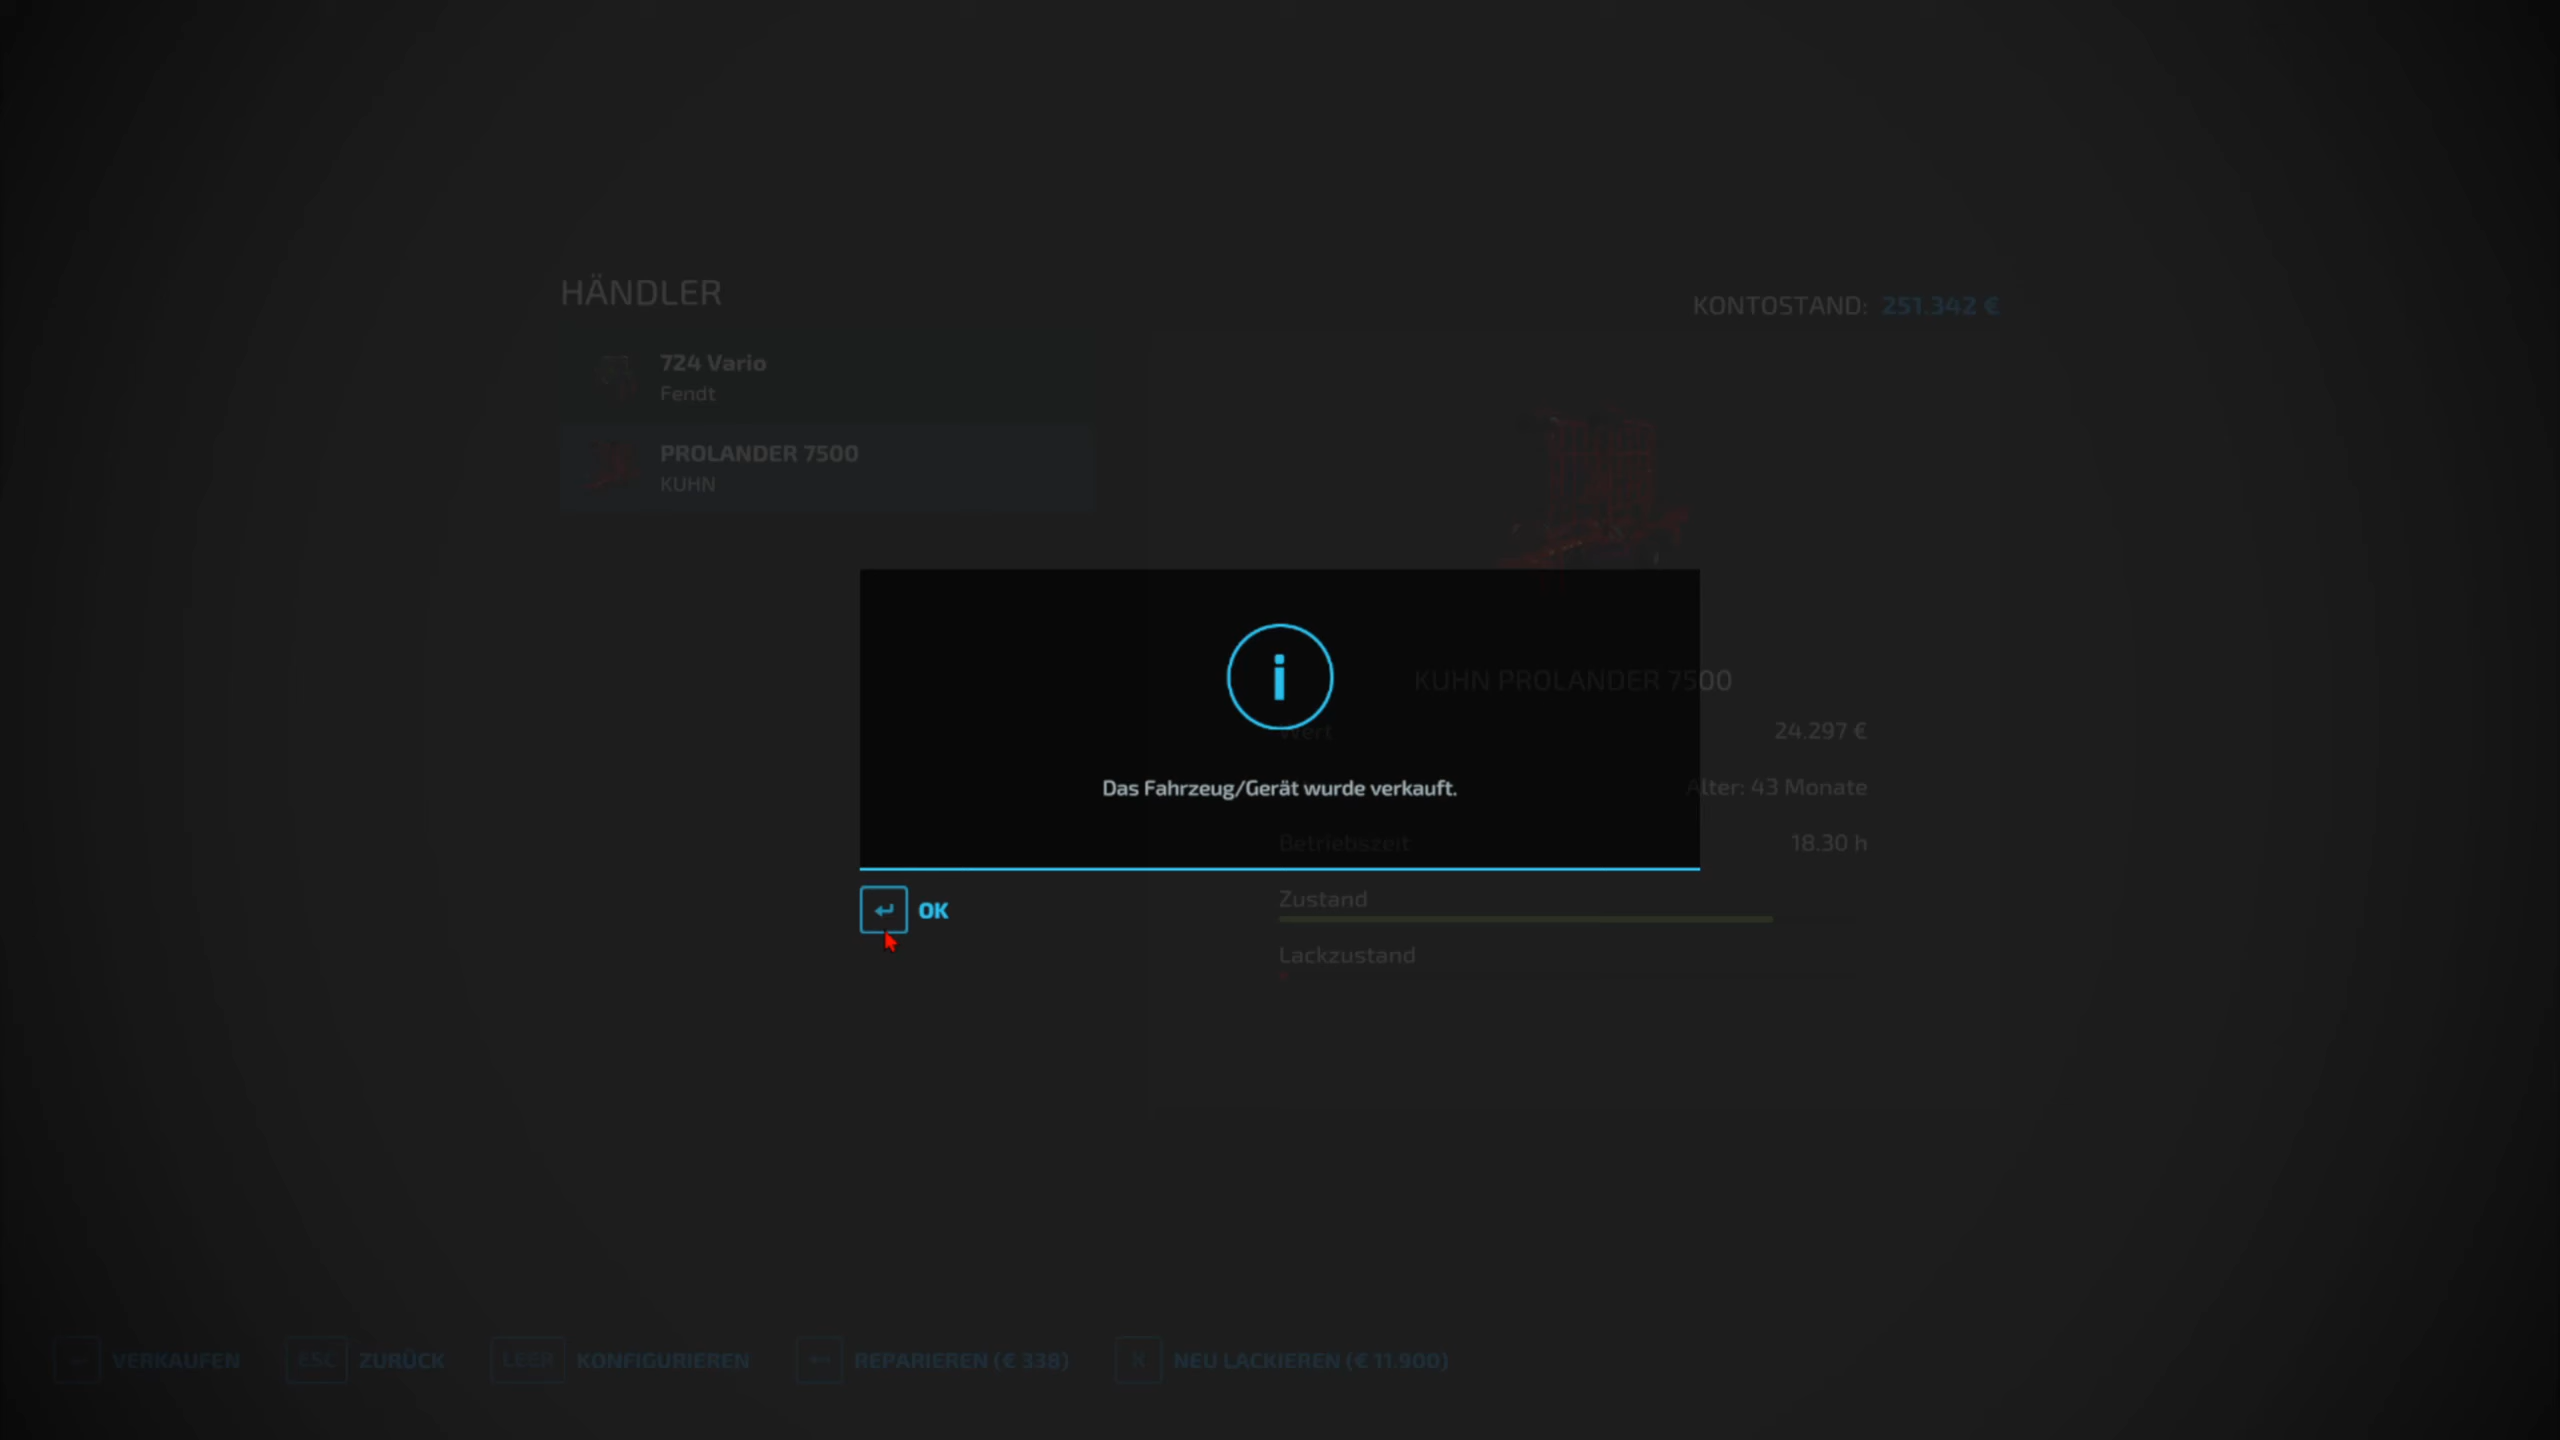 HÄNDLER
KONTOSTAND: 251.342 €
724 Vario
Fendt
PROLANDER 7500
KUHN
KUHN PROLANDER 7500
Wert
24.297 €
Das Fahrzeug/Gerät wurde verkauft.
Alter: 43 Monate
Betriebszeit
18.30 h
OK
Zustand
Lackzustand
VERKAUFEN
ESC ZURÜCK
LEER KONFIGURIEREN
REPARIEREN (€ 338)
X NEU LACKIEREN (€ 11.900)